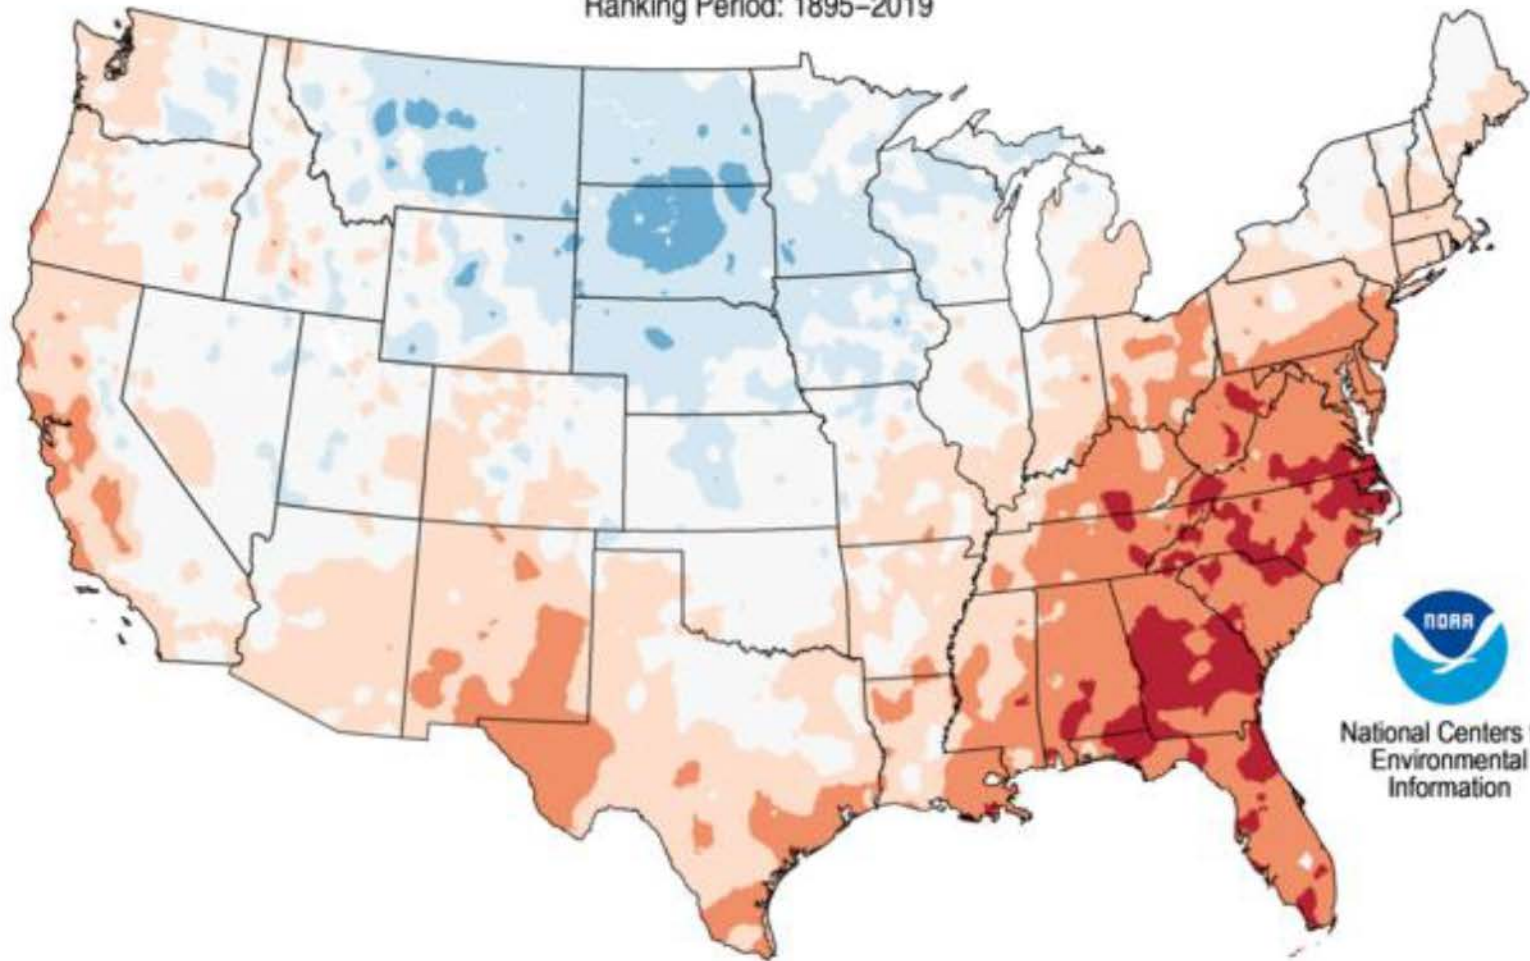 Ranking Period: 1895–2019
NOAA
National Centers
Environmental
Information